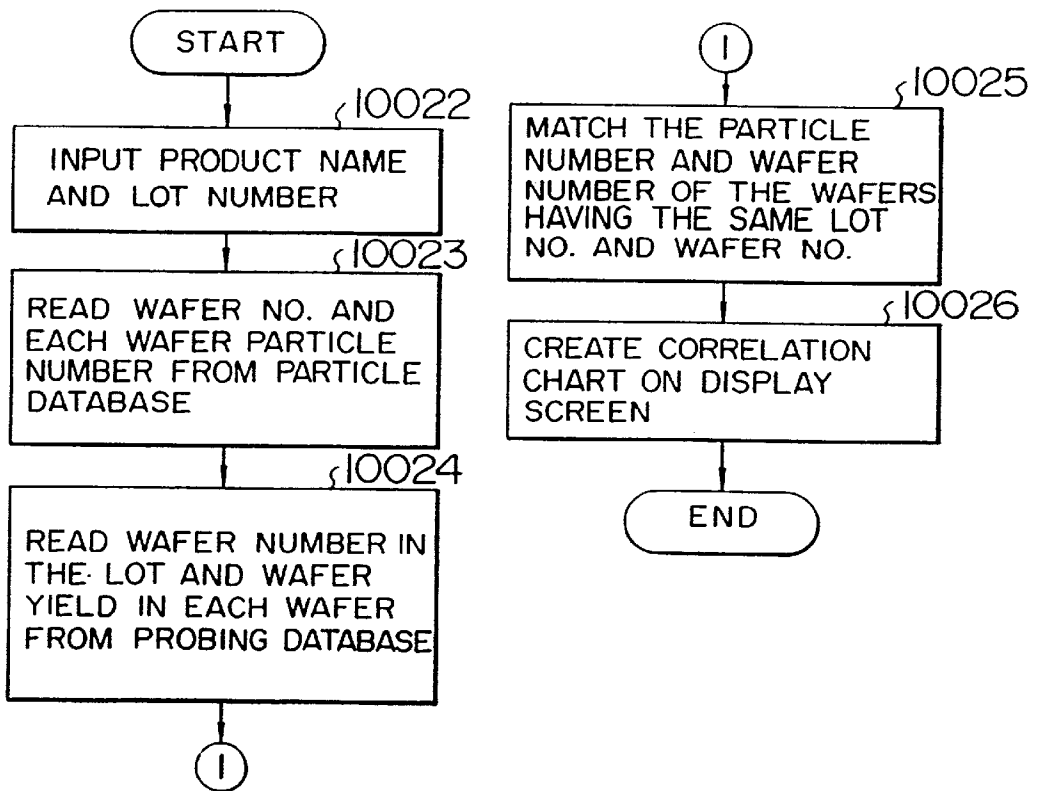 START
10022
INPUT PRODUCT NAME
AND LOT NUMBER
10023
READ WAFER NO. AND
EACH WAFER PARTICLE
NUMBER FROM PARTICLE
DATABASE
10024
READ WAFER NUMBER IN
THE LOT AND WAFER
YIELD IN EACH WAFER
FROM PROBING DATABASE
1
1
10025
MATCH THE PARTICLE
NUMBER AND WAFER
NUMBER OF THE WAFERS
HAVING THE SAME LOT
NO. AND WAFER NO.
10026
CREATE CORRELATION
CHART ON DISPLAY
SCREEN
END